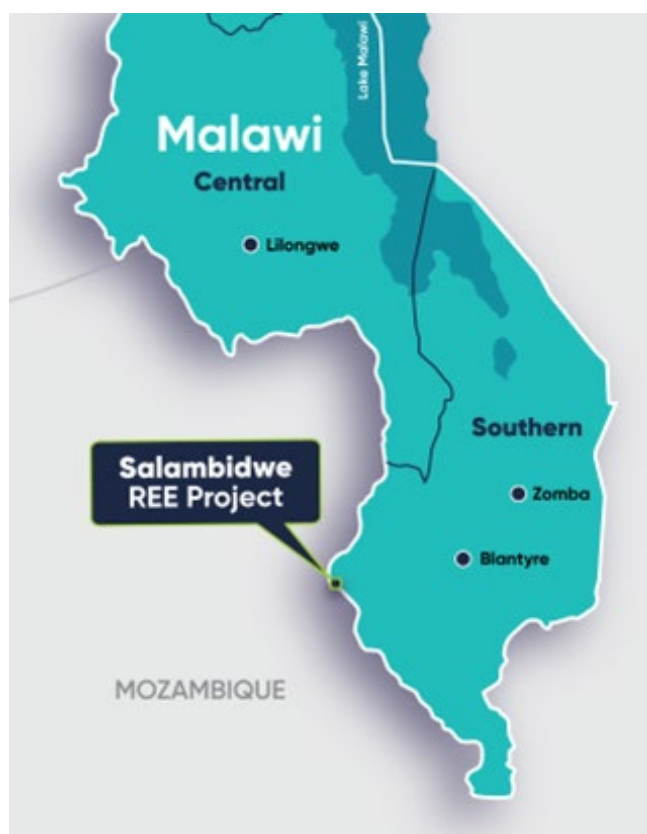 Lake Malawi
Malawi
Central
Lilongwe
Southern
Salambidwe
REE Project
Zomba
Blantyre
MOZAMBIQUE